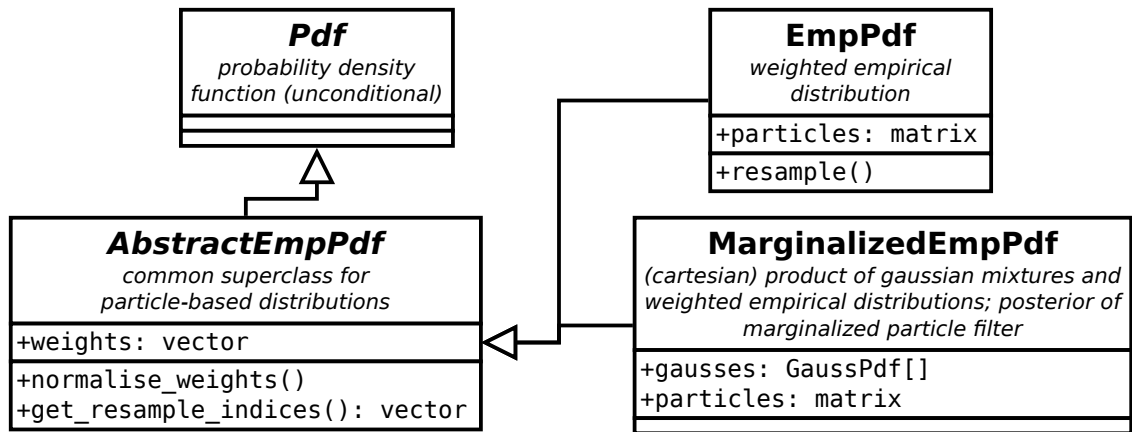 Pdf
probability density
function (unconditional)
EmpPdf
weighted empirical
distribution
+particles: matrix
+resample()
AbstractEmpPdf
common superclass for
particle-based distributions
+weights: vector
+normalise_weights()
+get_resample_indices(): vector
MarginalizedEmpPdf
(cartesian) product of gaussian mixtures and
weighted empirical distributions; posterior of
marginalized particle filter
+gausses: GaussPdf[]
+particles: matrix